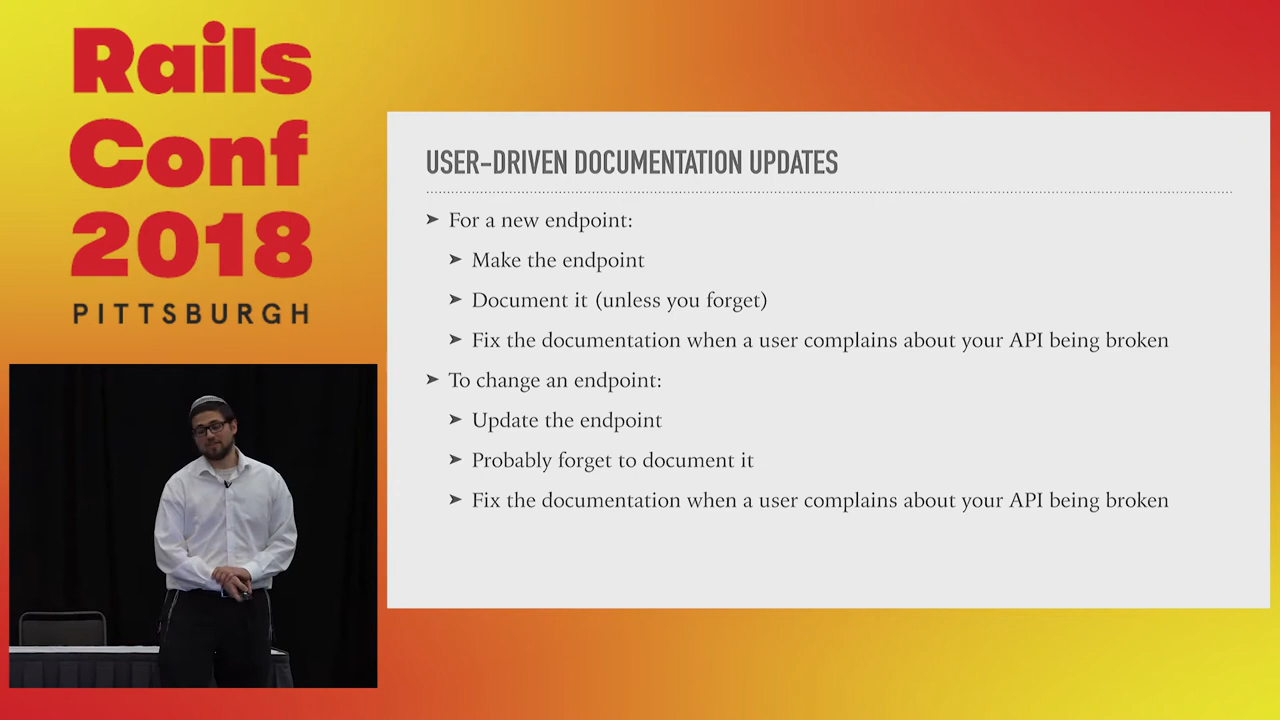 Rails
Conf
2018
PITTSBURGH
USER-DRIVEN DOCUMENTATION UPDATES
➤ For a new endpoint:
➤ Make the endpoint
➤ Document it (unless you forget)
➤ Fix the documentation when a user complains about your API being broken
➤ To change an endpoint:
➤ Update the endpoint
➤ Probably forget to document it
➤ Fix the documentation when a user complains about your API being broken